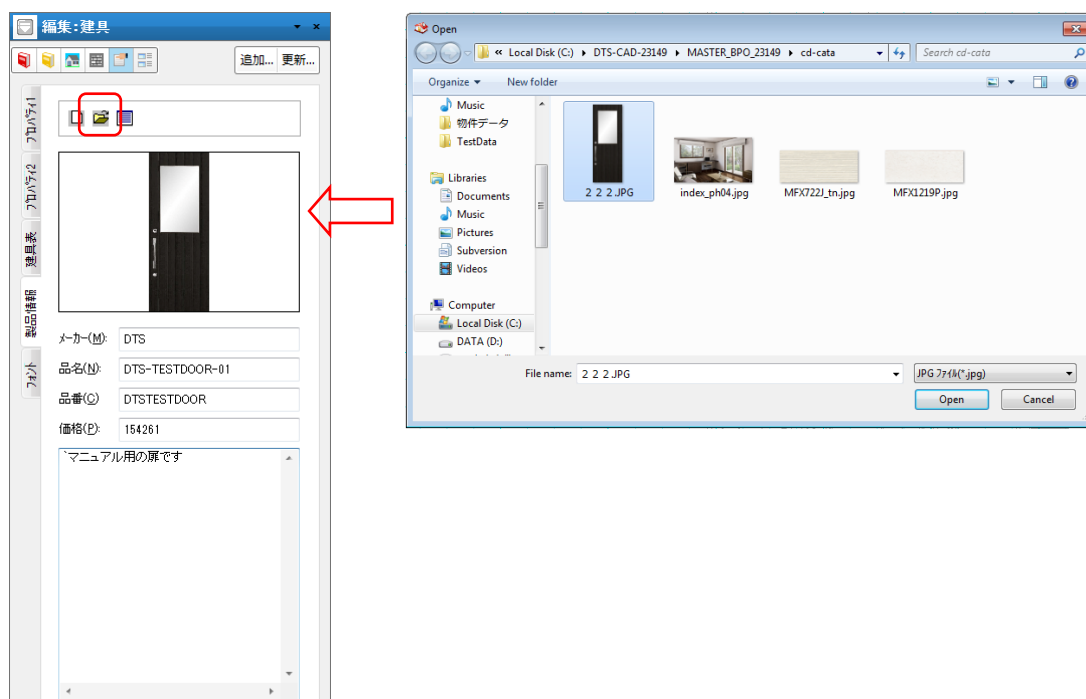 編集:建具
追加... 更新...
プロパティ1
プロパティ2
建具表
製品情報
フォント
メーカー(M): DTS
品名(N): DTS-TESTDOOR-01
品番(C) DTSTESTDOOR
価格(P): 154261
`マニュアル用の扉です
Open
« Local Disk (C:) DTS-CAD-23149 MASTER_BPO_23149 cd-cata
Search cd-cata
Organize New folder
Music
物件データ
TestData
Libraries
Documents
Music
Pictures
Subversion
Videos
Computer
Local Disk (C:)
DATA (D:)
２２２.JPG
index_ph04.jpg
MFX722J_tn.jpg
MFX1219P.jpg
File name: ２２２.JPG
JPG ファイル(*.jpg)
Open Cancel